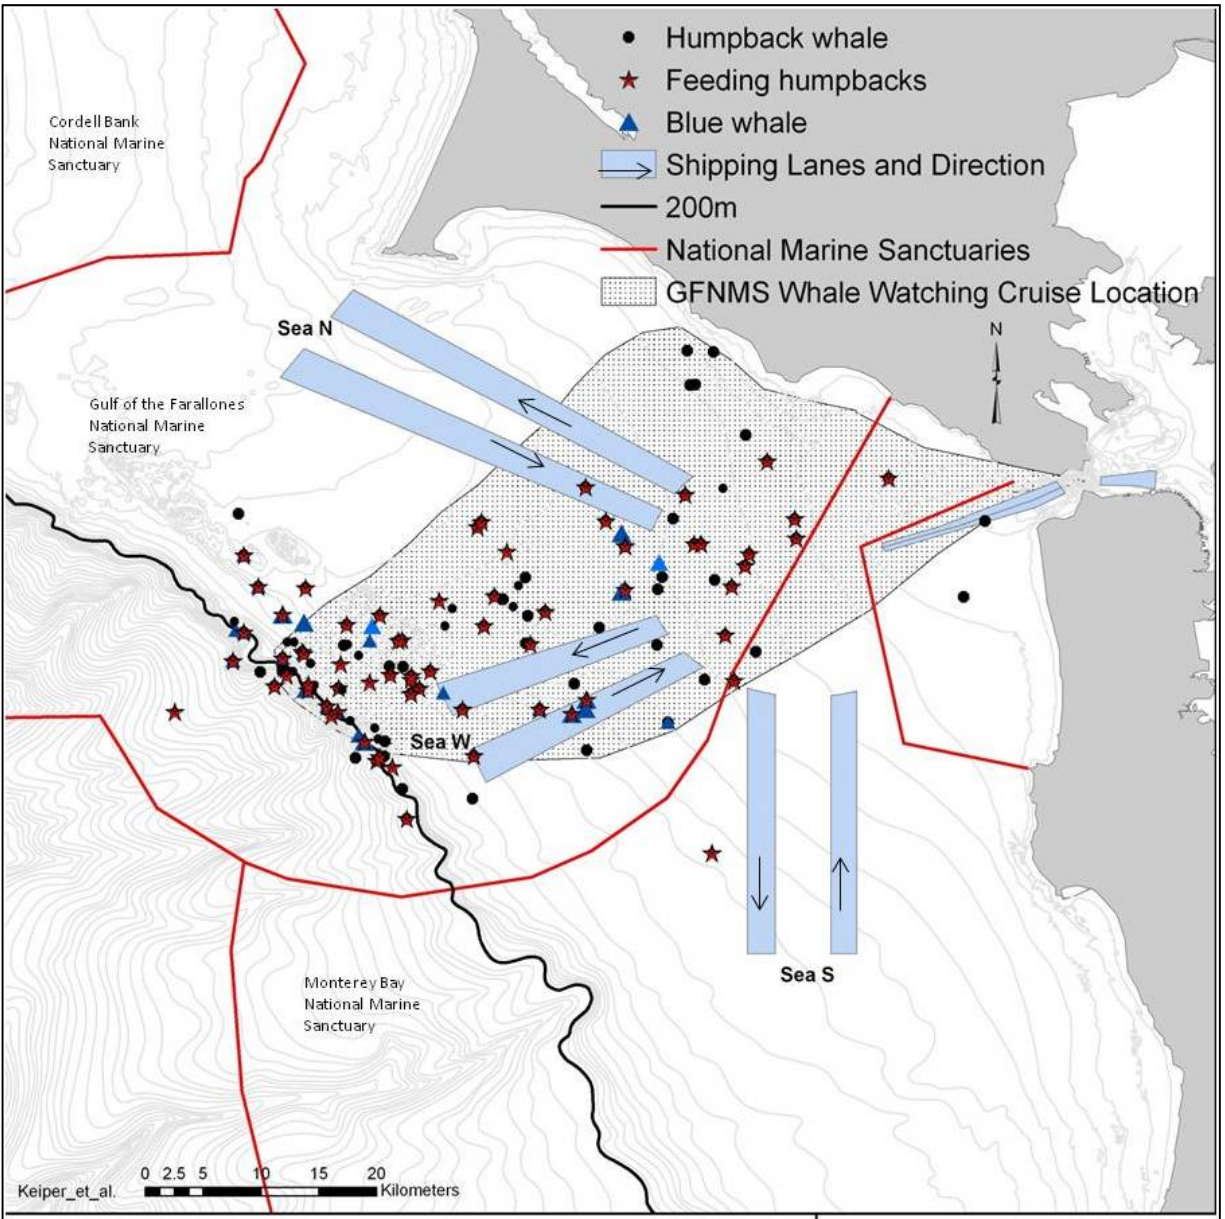 Humpback whale
Feeding humpbacks
Blue whale
Shipping Lanes and Direction
200m
National Marine Sanctuaries
GFNMS Whale Watching Cruise Location
Cordell Bank
National Marine
Sanctuary
Sea N
N
Gulf of the Farallones
National Marine
Sanctuary
Sea W
Sea S
Monterey Bay
National Marine
Sanctuary
0 2.5 5 10 15 20
Keiper_et_al.
Kilometers